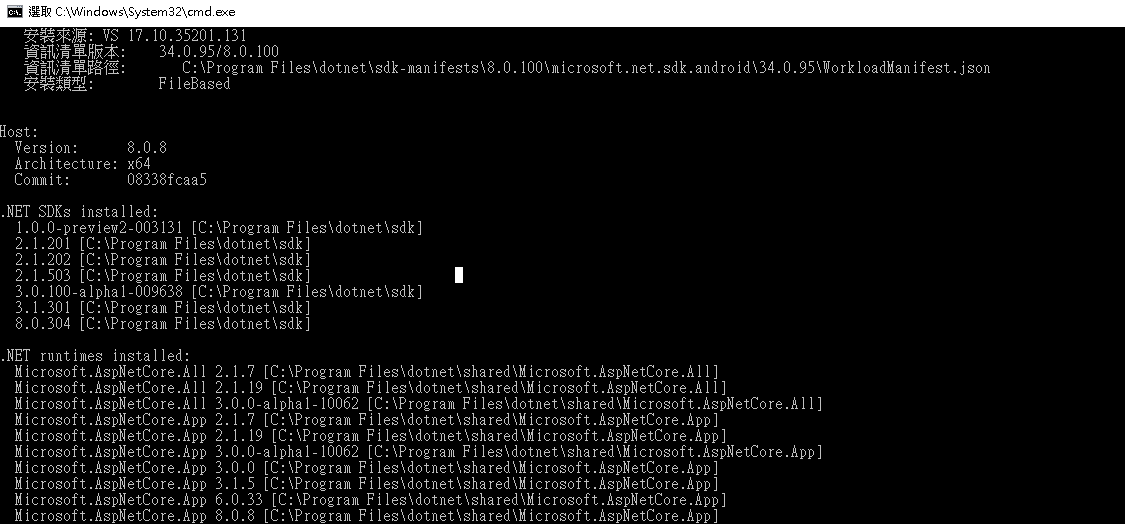 選取 C:\Windows\System32\cmd.exe
安裝來源: VS 17.10.35201.131
資訊清單版本: 34.0.95/8.0.100
資訊清單路徑: C:\Program Files\dotnet\sdk-manifests\8.0.100\microsoft.net.sdk.android\34.0.95\WorkloadManifest.json
安裝類型: FileBased
Host:
Version: 8.0.8
Architecture: x64
Commit: 08338fcaa5
.NET SDKs installed:
1.0.0-preview2-003131 [C:\Program Files\dotnet\sdk]
2.1.201 [C:\Program Files\dotnet\sdk]
2.1.202 [C:\Program Files\dotnet\sdk]
2.1.503 [C:\Program Files\dotnet\sdk]
3.0.100-alpha1-009638 [C:\Program Files\dotnet\sdk]
3.1.301 [C:\Program Files\dotnet\sdk]
8.0.304 [C:\Program Files\dotnet\sdk]
.NET runtimes installed:
Microsoft.AspNetCore.All 2.1.7 [C:\Program Files\dotnet\shared\Microsoft.AspNetCore.All]
Microsoft.AspNetCore.All 2.1.19 [C:\Program Files\dotnet\shared\Microsoft.AspNetCore.All]
Microsoft.AspNetCore.All 3.0.0-alpha1-10062 [C:\Program Files\dotnet\shared\Microsoft.AspNetCore.All]
Microsoft.AspNetCore.App 2.1.7 [C:\Program Files\dotnet\shared\Microsoft.AspNetCore.App]
Microsoft.AspNetCore.App 2.1.19 [C:\Program Files\dotnet\shared\Microsoft.AspNetCore.App]
Microsoft.AspNetCore.App 3.0.0-alpha1-10062 [C:\Program Files\dotnet\shared\Microsoft.AspNetCore.App]
Microsoft.AspNetCore.App 3.0.0 [C:\Program Files\dotnet\shared\Microsoft.AspNetCore.App]
Microsoft.AspNetCore.App 3.1.5 [C:\Program Files\dotnet\shared\Microsoft.AspNetCore.App]
Microsoft.AspNetCore.App 6.0.33 [C:\Program Files\dotnet\shared\Microsoft.AspNetCore.App]
Microsoft.AspNetCore.App 8.0.8 [C:\Program Files\dotnet\shared\Microsoft.AspNetCore.App]